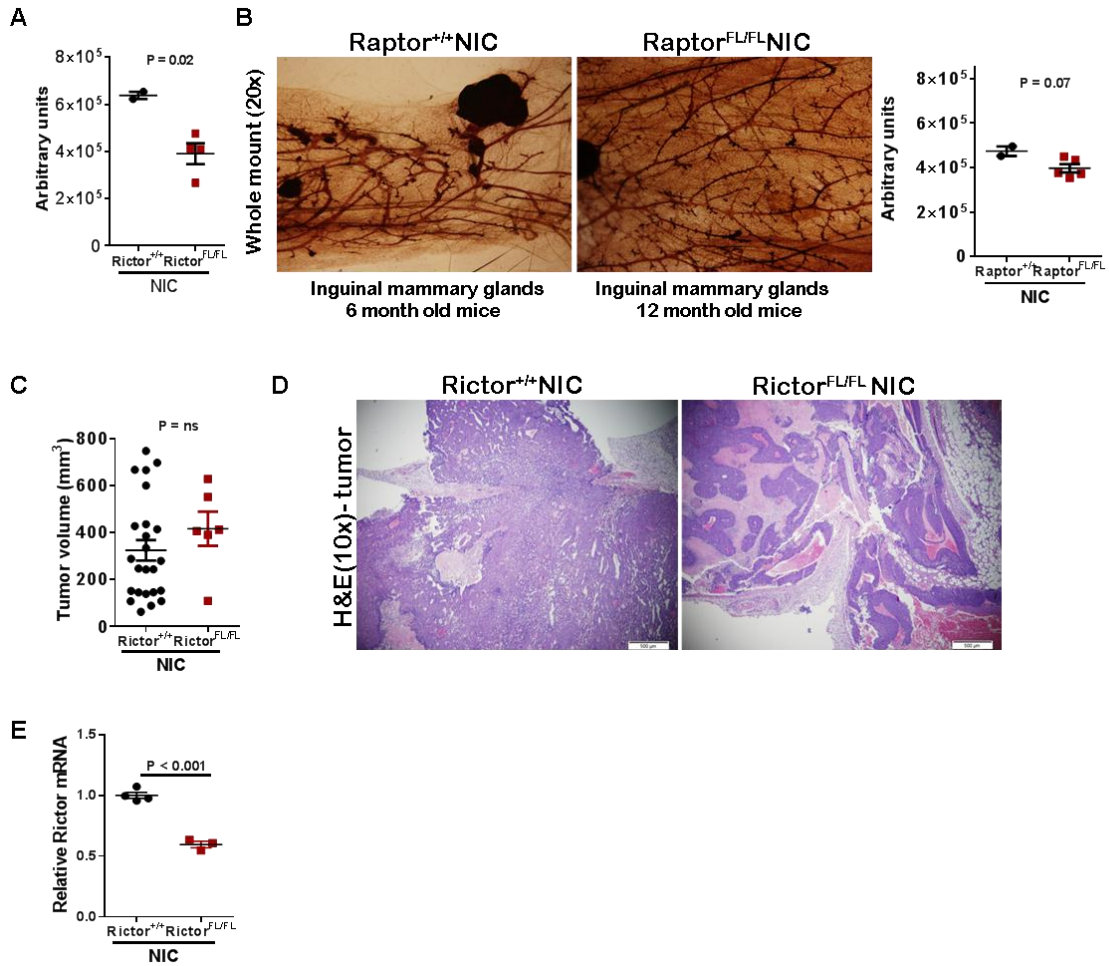 A
8×10⁵
6×10⁵
4×10⁵
2×10⁵
0
Arbitrary units
P = 0.02
Rictor⁺/⁺ Rictorᶠᴸ/ᶠᴸ
NIC
B
Raptor⁺/⁺NIC
Raptorᶠᴸ/ᶠᴸNIC
Whole mount (20x)
Inguinal mammary glands
6 month old mice
Inguinal mammary glands
12 month old mice
8×10⁵
6×10⁵
4×10⁵
2×10⁵
0
Arbitrary units
P = 0.07
Raptor⁺/⁺ Raptorᶠᴸ/ᶠᴸ
NIC
C
P = ns
800
600
400
200
0
Tumor volume (mm³)
Rictor⁺/⁺ Rictorᶠᴸ/ᶠᴸ
NIC
D
Rictor⁺/⁺NIC
Rictorᶠᴸ/ᶠᴸ NIC
H&E(10x)- tumor
500 µm
500 µm
E
1.5
1.0
0.5
0.0
Relative Rictor mRNA
P < 0.001
Rictor⁺/⁺ Rictorᶠᴸ/ᶠᴸ
NIC